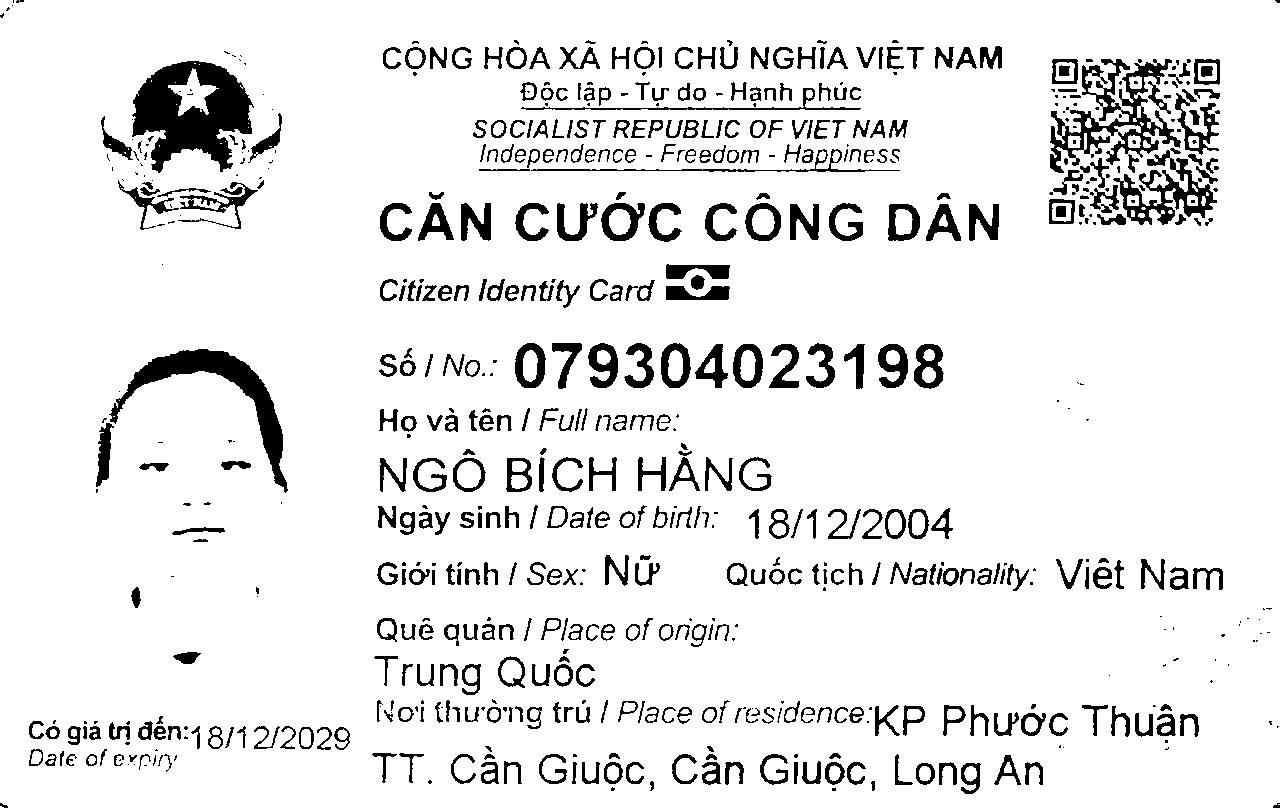 CỘNG HÒA XÃ HỘI CHỦ NGHĨA VIỆT NAM
Độc lập - Tự do - Hạnh phúc
SOCIALIST REPUBLIC OF VIET NAM
Independence - Freedom - Happiness
VIỆT NAM
CĂN CƯỚC CÔNG DÂN
Citizen Identity Card
Số / No.: 079304023198
Họ và tên / Full name:
NGÔ BÍCH HẰNG
Ngày sinh / Date of birth: 18/12/2004
Giới tính / Sex: Nữ Quốc tịch / Nationality: Việt Nam
Quê quán / Place of origin:
Trung Quốc
Nơi thường trú / Place of residence: KP Phước Thuận
TT. Cần Giuộc, Cần Giuộc, Long An
Có giá trị đến: 18/12/2029
Date of expiry